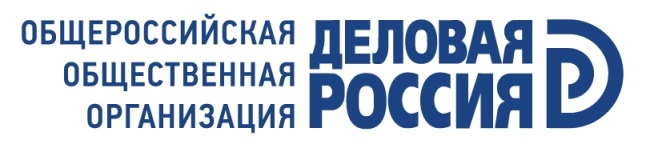 ОБЩЕРОССИЙСКАЯ
ОБЩЕСТВЕННАЯ
ОРГАНИЗАЦИЯ
ДЕЛОВАЯ
РОССИЯ